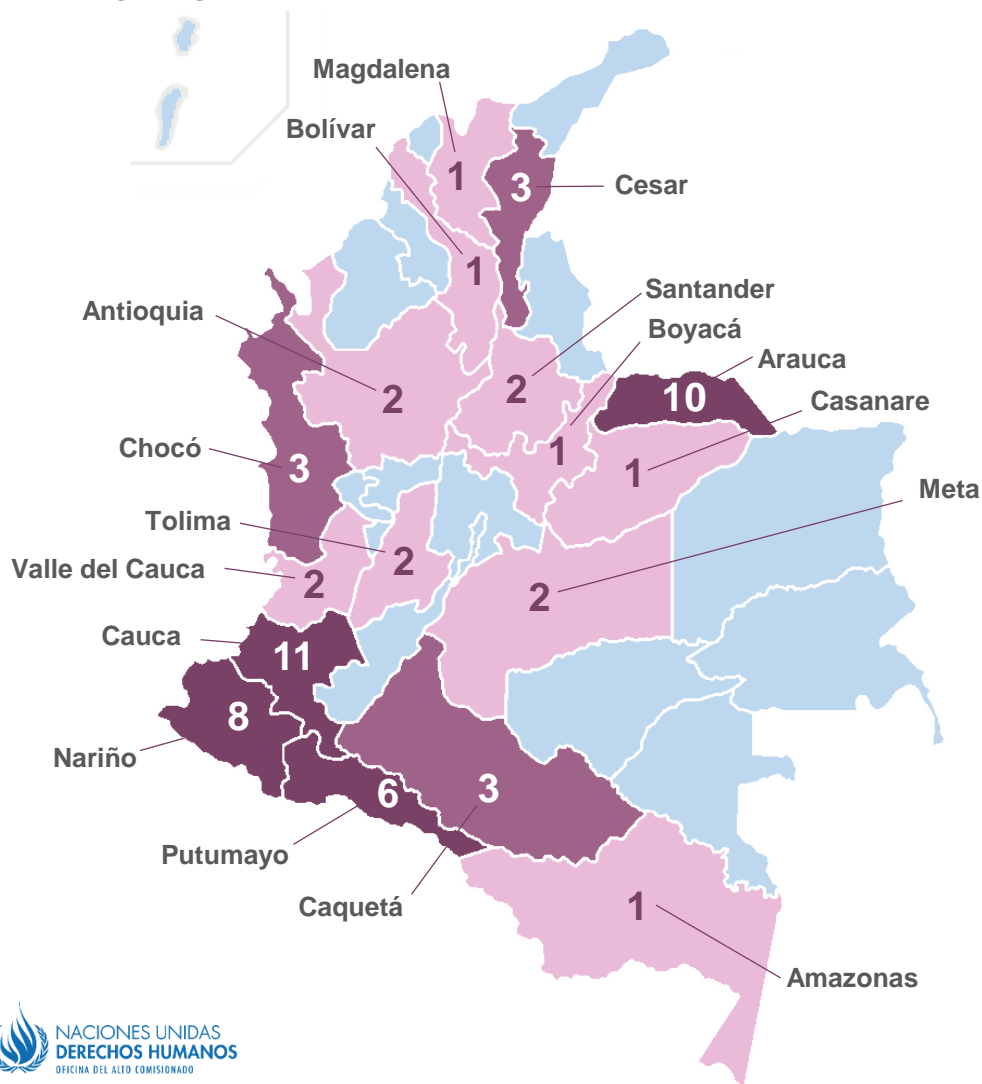 Magdalena
1
Bolívar
1
3
Cesar
Antioquia
2
Santander
2
Boyacá
1
Arauca
10
Casanare
1
Chocó
3
Meta
2
Tolima
2
Valle del Cauca
2
Cauca
11
Nariño
8
Putumayo
6
Caquetá
3
Amazonas
1
NACIONES UNIDAS
DERECHOS HUMANOS
OFICINA DEL ALTO COMISIONADO